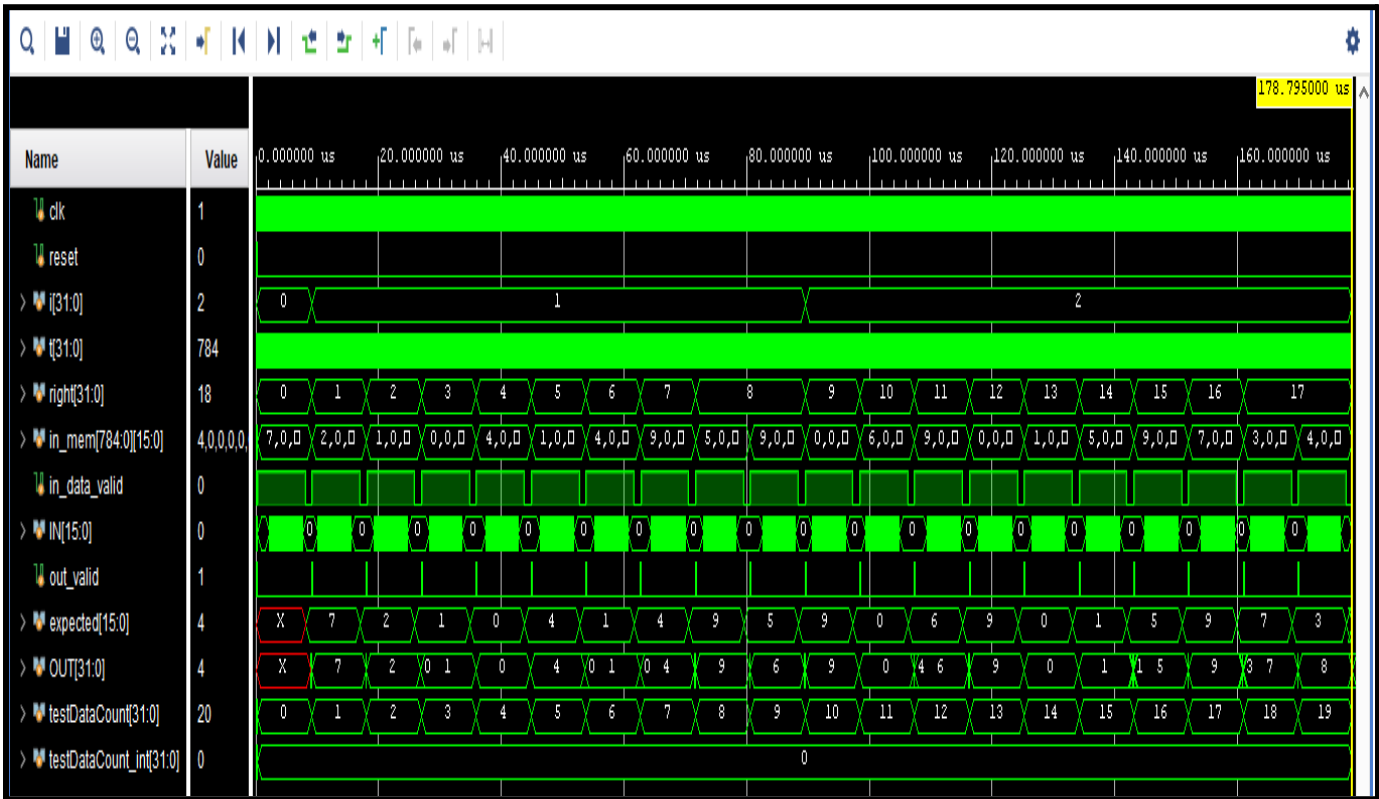 178.795000 us
Name Value 0.000000 us 20.000000 us 40.000000 us 60.000000 us 80.000000 us 100.000000 us 120.000000 us 140.000000 us 160.000000 us
clk 1
reset 0
i[31:0] 2 0 1 2
t[31:0] 784
right[31:0] 18 0 1 2 3 4 5 6 7 8 9 10 11 12 13 14 15 16 17
in_mem[784:0][15:0] 4,0,0,0,0, 7,0,0,□ 2,0,□ 1,0,□ 0,0,□ 4,0,□ 1,0,□ 4,0,□ 9,0,□ 5,0,□ 9,0,□ 0,0,□ 6,0,□ 9,0,□ 0,0,□ 1,0,□ 5,0,□ 9,0,□ 7,0,□ 3,0,□ 4,0,□
in_data_valid 0
IN[15:0] 0 0 0 0 0 0 0 0 0 0 0 0 0 0 0 0 0 0 0 0
out_valid 1
expected[15:0] 4 X 7 2 1 0 4 1 4 9 5 9 0 6 9 0 1 5 9 7 3
OUT[31:0] 4 X 7 2 0 1 0 4 0 1 0 4 9 6 9 0 4 6 9 0 1 1 5 9 3 7 8
testDataCount[31:0] 20 0 1 2 3 4 5 6 7 8 9 10 11 12 13 14 15 16 17 18 19
testDataCount_int[31:0] 0 0